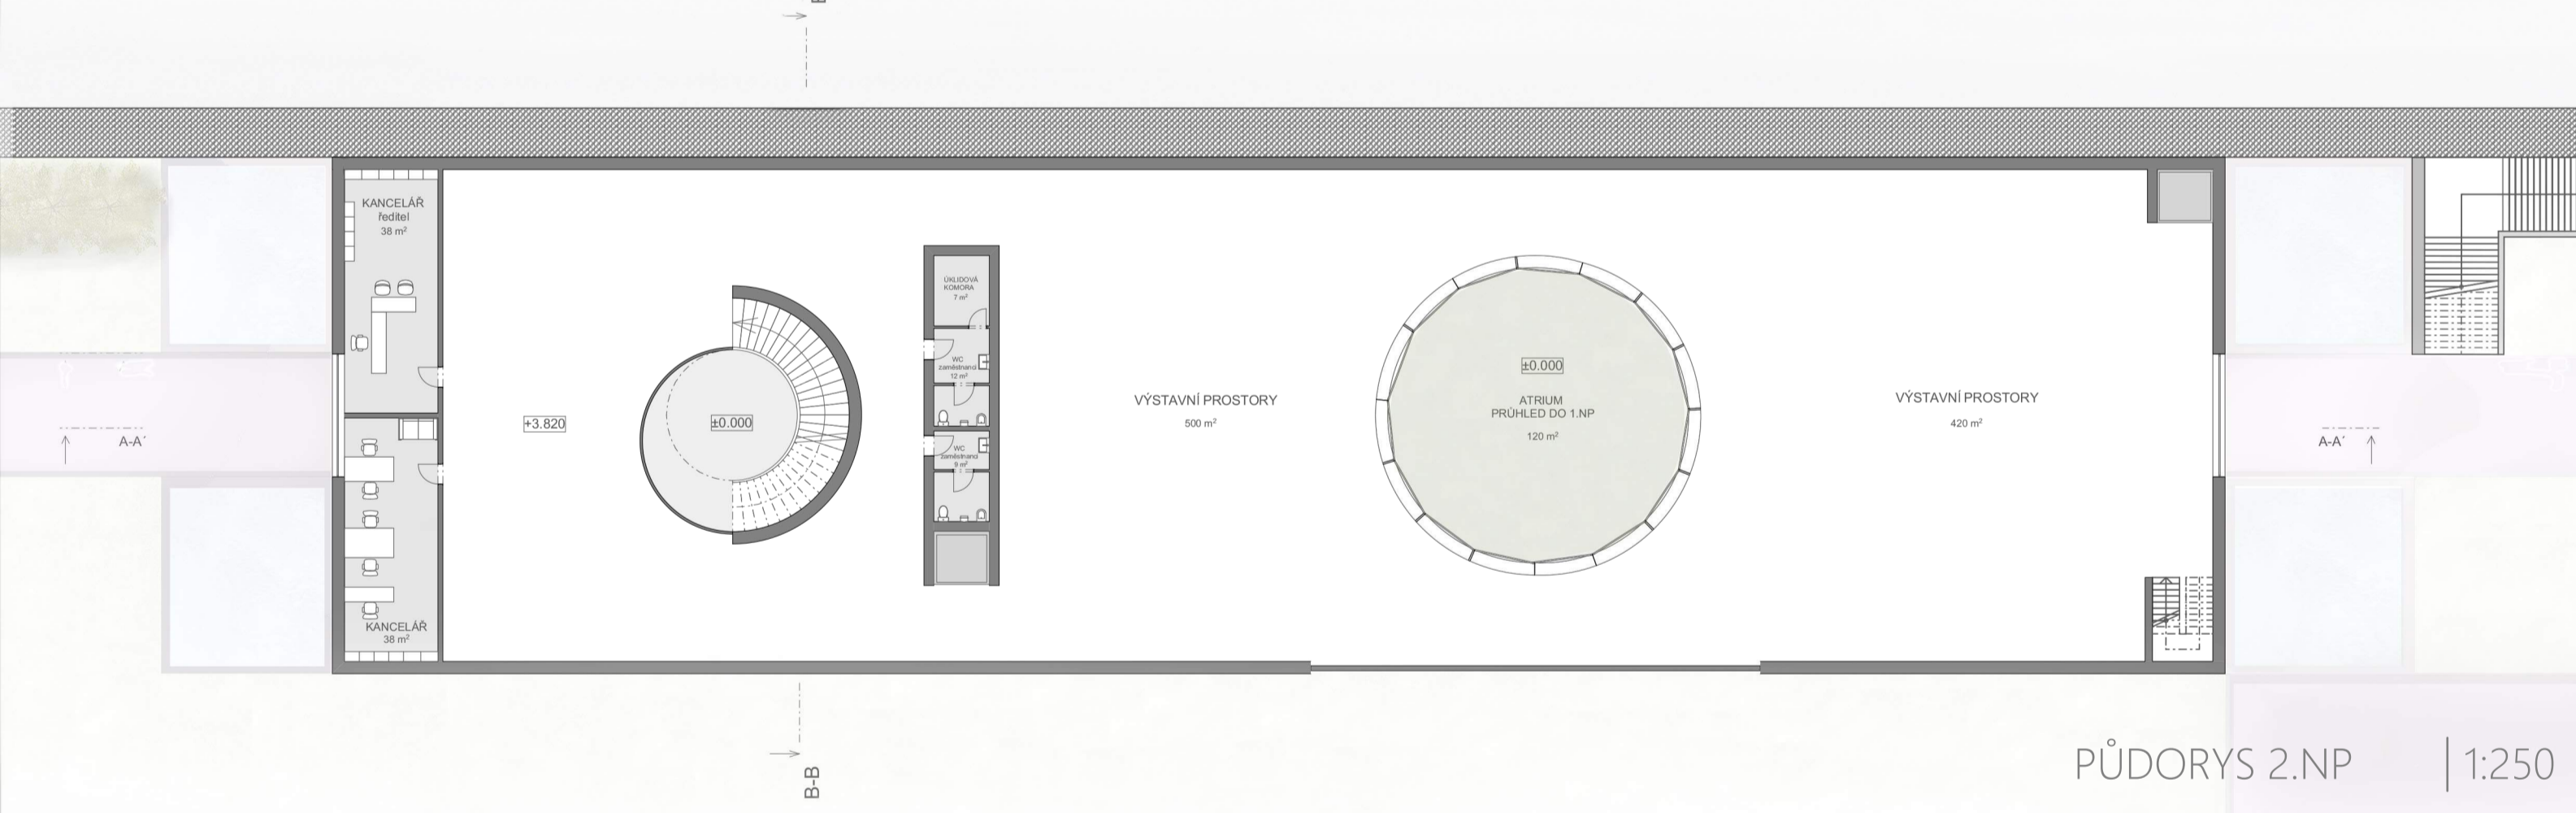 KANCELÁŘ
ředitel
38 m²
ÚKLIDOVÁ
KOMORA
7 m²
WC
zaměstnanci
12 m²
WC
zaměstnanci
9 m²
+3.820
±0.000
VÝSTAVNÍ PROSTORY
500 m²
±0.000
ATRIUM
PRŮHLED DO 1.NP
120 m²
VÝSTAVNÍ PROSTORY
420 m²
A-A´
A-A´
KANCELÁŘ
38 m²
B-B
PŮDORYS 2.NP
1:250